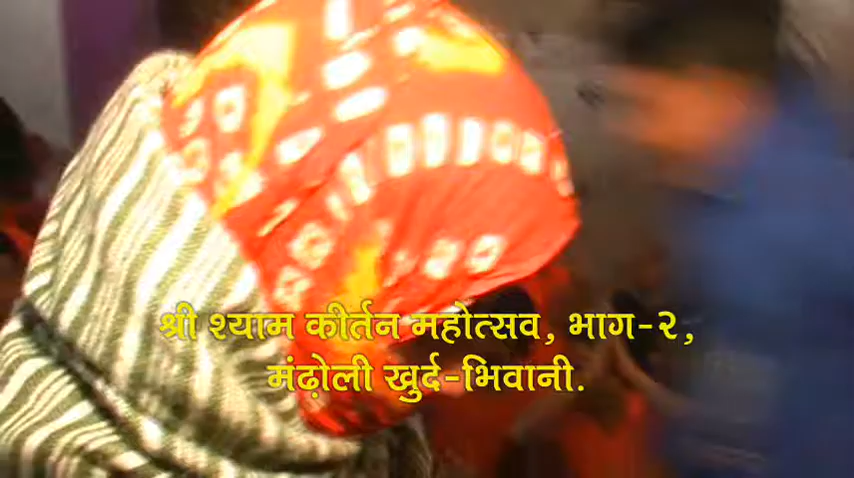 श्री श्याम कीर्तन महोत्सव, भाग-२,
मंढ़ोली खुर्द-भिवानी.